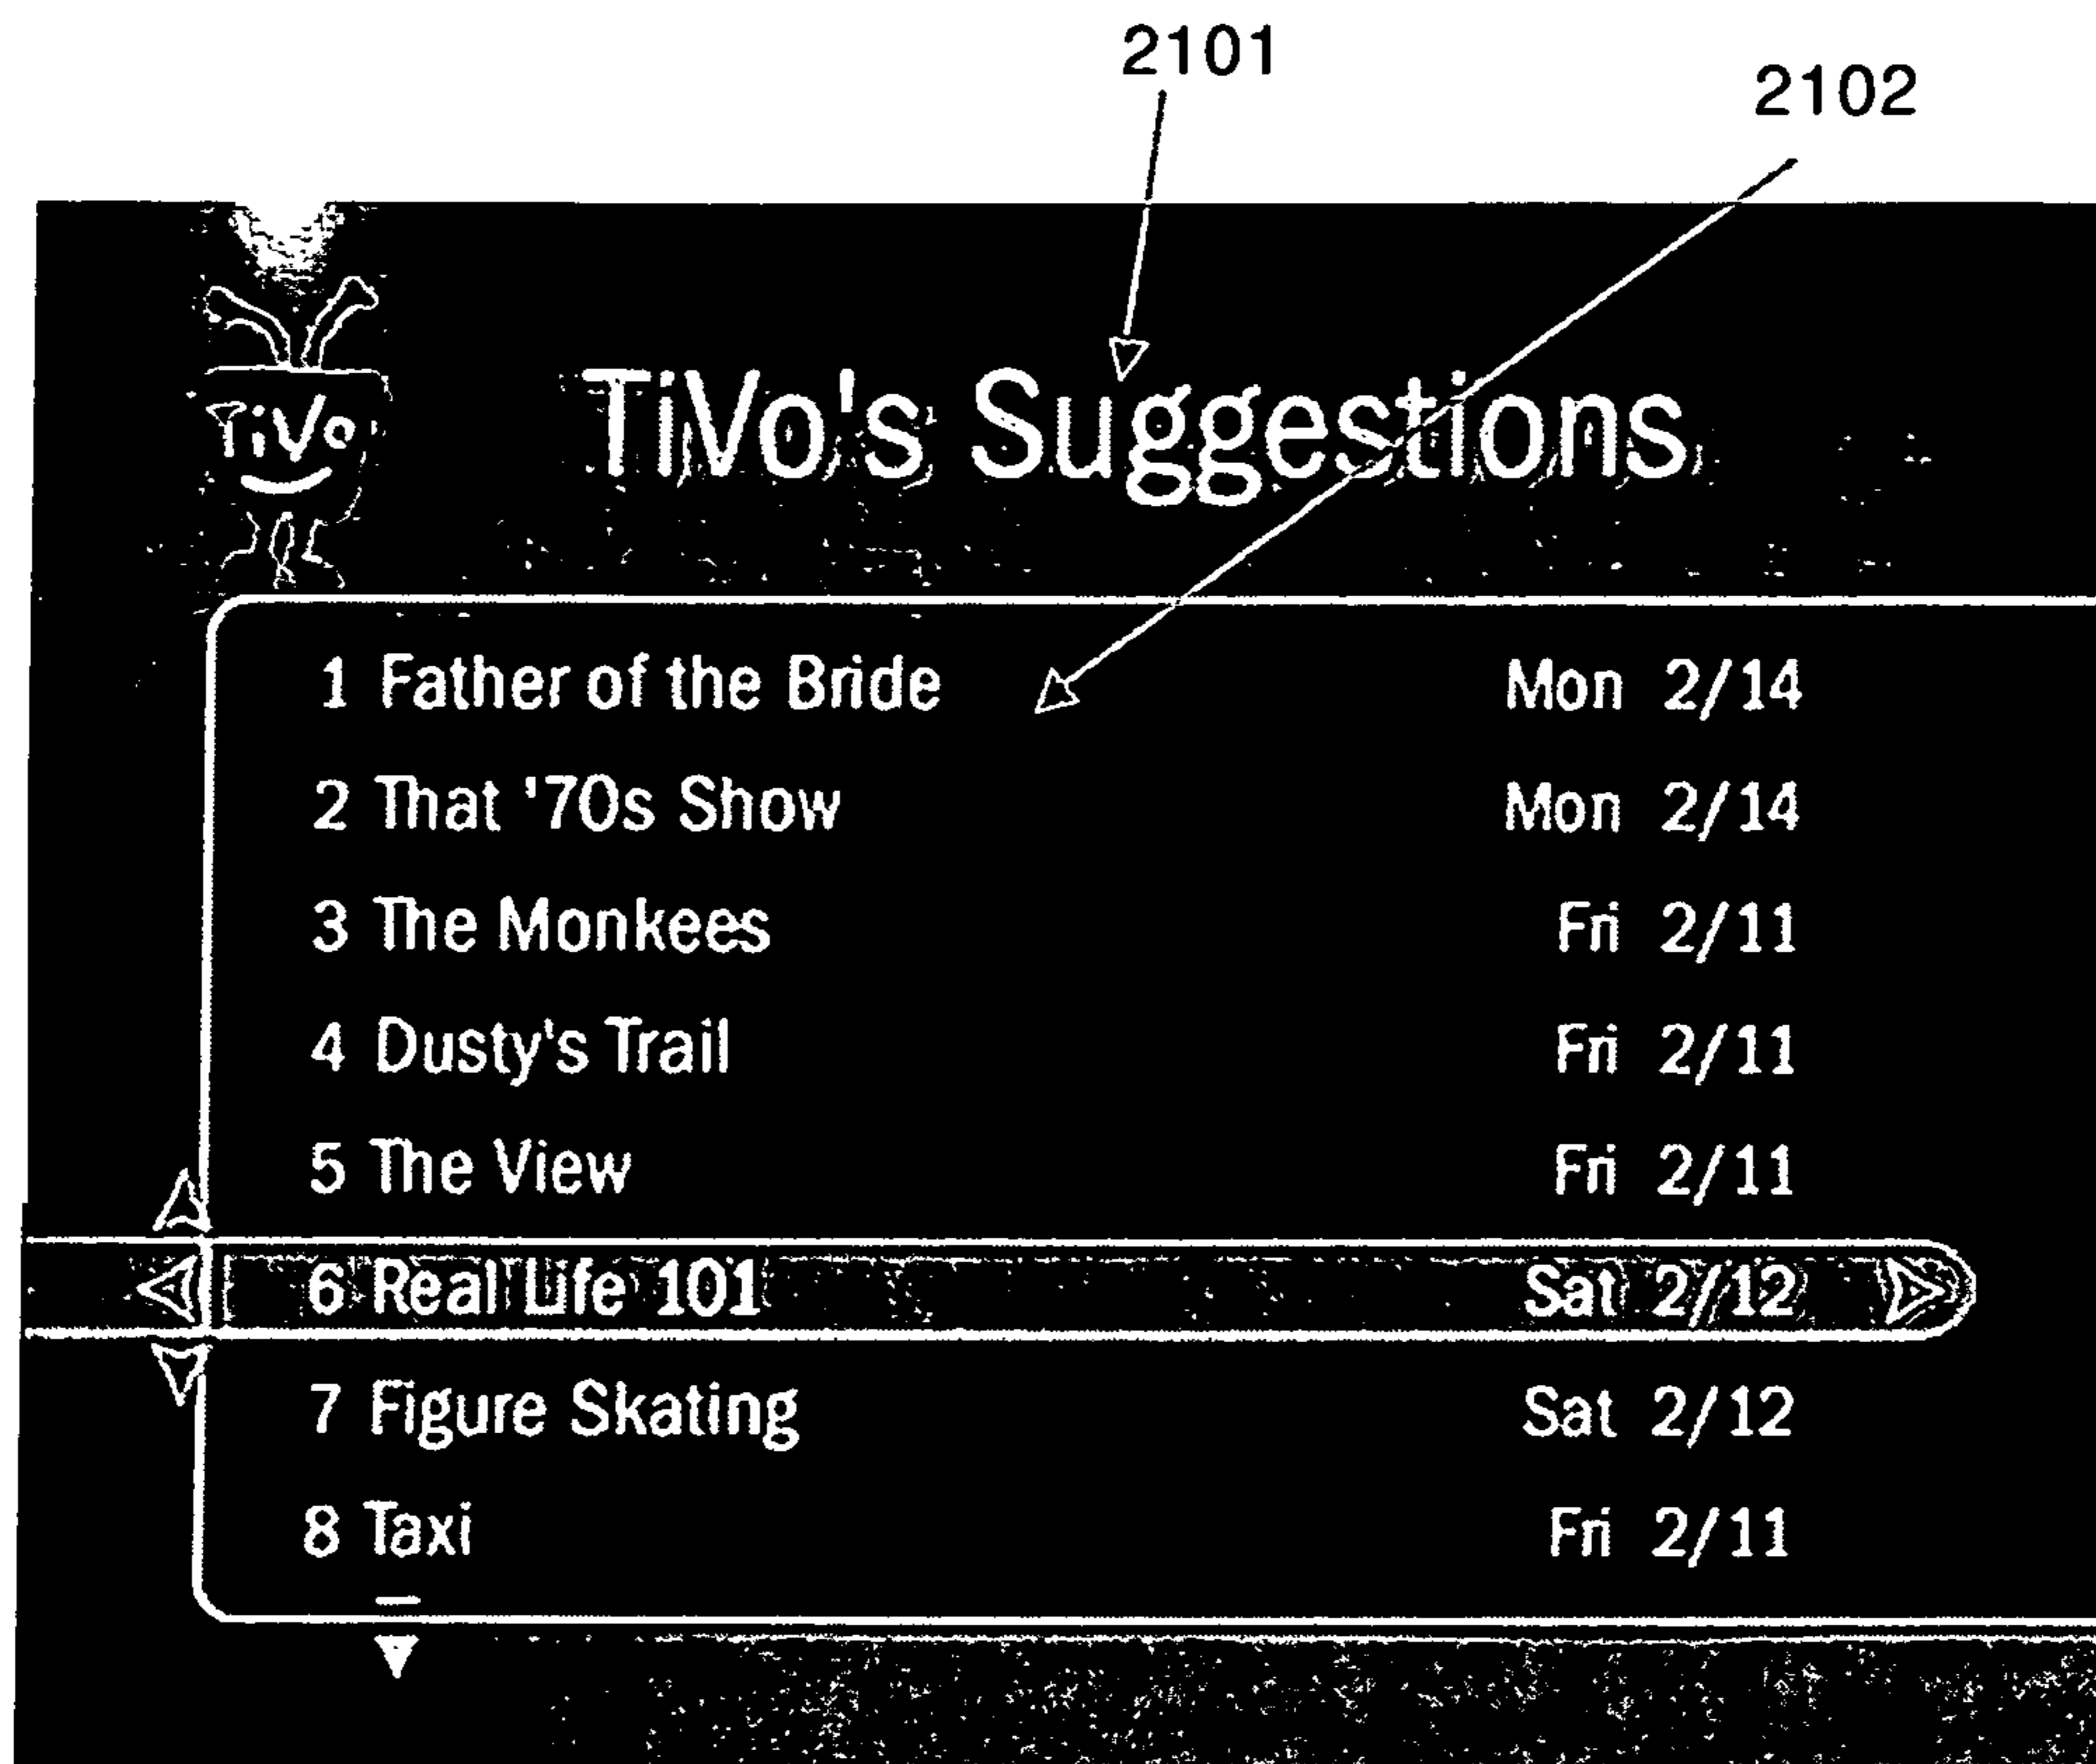 2101
2102
TiVo
TiVo's Suggestions
1 Father of the Bride Mon 2/14
2 That '70s Show Mon 2/14
3 The Monkees Fri 2/11
4 Dusty's Trail Fri 2/11
5 The View Fri 2/11
6 Real Life 101 Sat 2/12
7 Figure Skating Sat 2/12
8 Taxi Fri 2/11